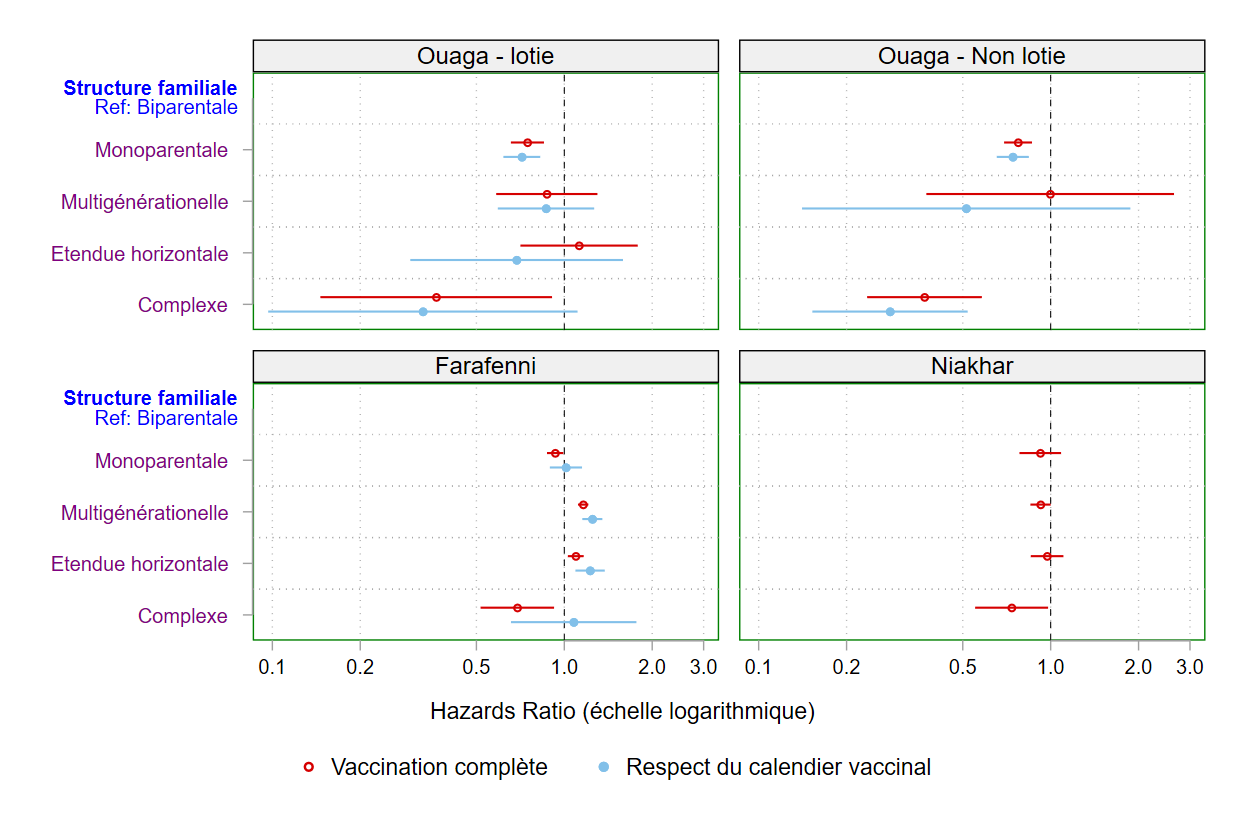 Ouaga - lotie
Ouaga - Non lotie
Structure familiale
Ref: Biparentale
Monoparentale
Multigénérationelle
Etendue horizontale
Complexe
Farafenni
Niakhar
Structure familiale
Ref: Biparentale
Monoparentale
Multigénérationelle
Etendue horizontale
Complexe
0.1 0.2 0.5 1.0 2.0 3.0
0.1 0.2 0.5 1.0 2.0 3.0
Hazards Ratio (échelle logarithmique)
Vaccination complète
Respect du calendier vaccinal